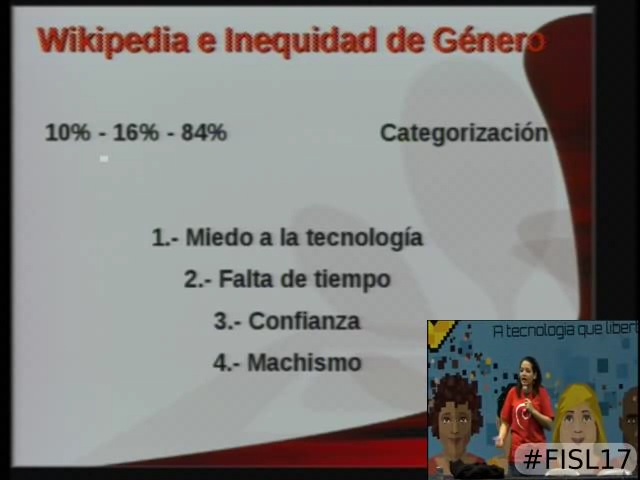 Wikipedia e Inequidad de Género
10% - 16% - 84%
Categorización
1.- Miedo a la tecnología
2.- Falta de tiempo
3.- Confianza
4.- Machismo
A tecnologia que libert
#FISL17